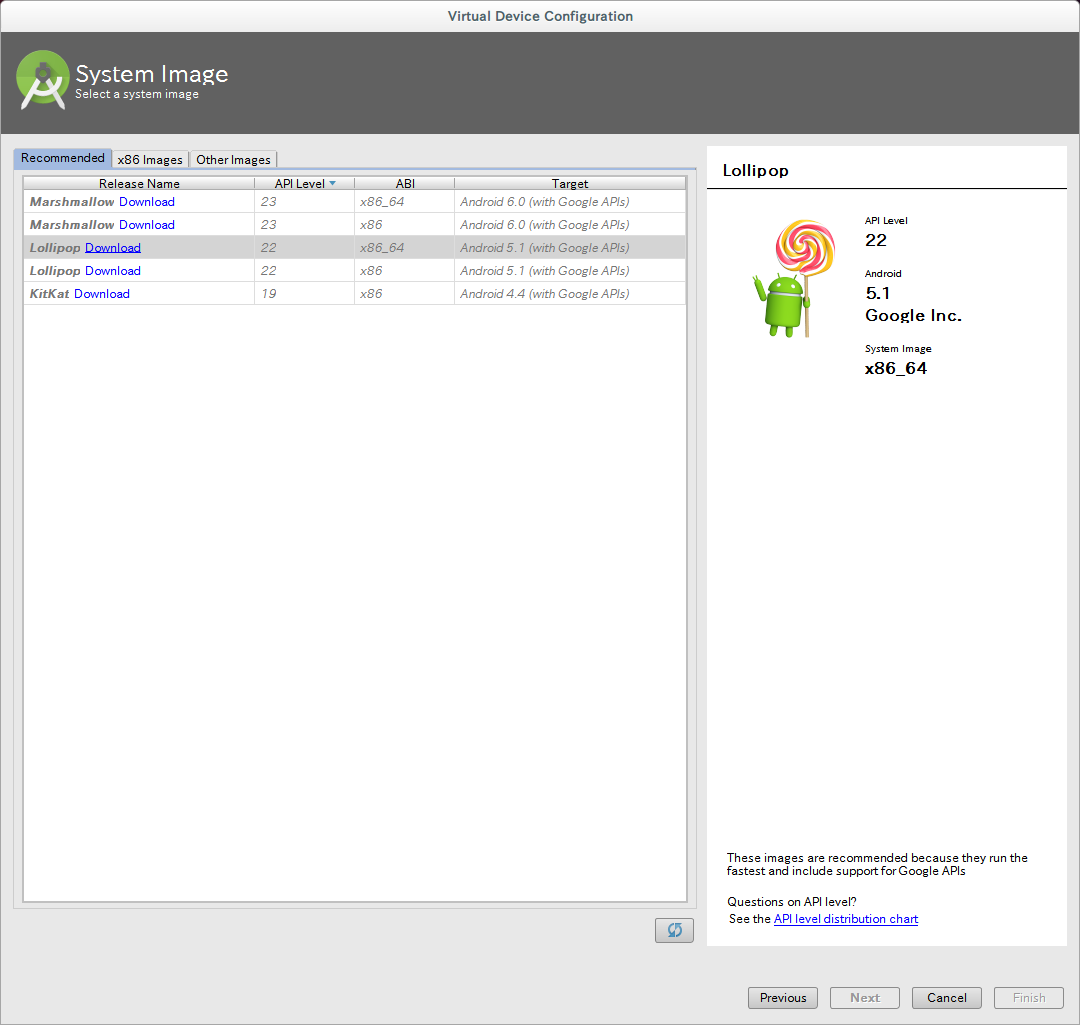 Virtual Device Configuration
System Image
Select a system image
Recommended x86 Images Other Images
Release Name API Level ABI Target
Marshmallow Download 23 x86_64 Android 6.0 (with Google APIs)
Marshmallow Download 23 x86 Android 6.0 (with Google APIs)
Lollipop Download 22 x86_64 Android 5.1 (with Google APIs)
Lollipop Download 22 x86 Android 5.1 (with Google APIs)
KitKat Download 19 x86 Android 4.4 (with Google APIs)
Lollipop
API Level
22
Android
5.1
Google Inc.
System Image
x86_64
These images are recommended because they run the
fastest and include support for Google APIs
Questions on API level?
See the API level distribution chart
Previous Next Cancel Finish